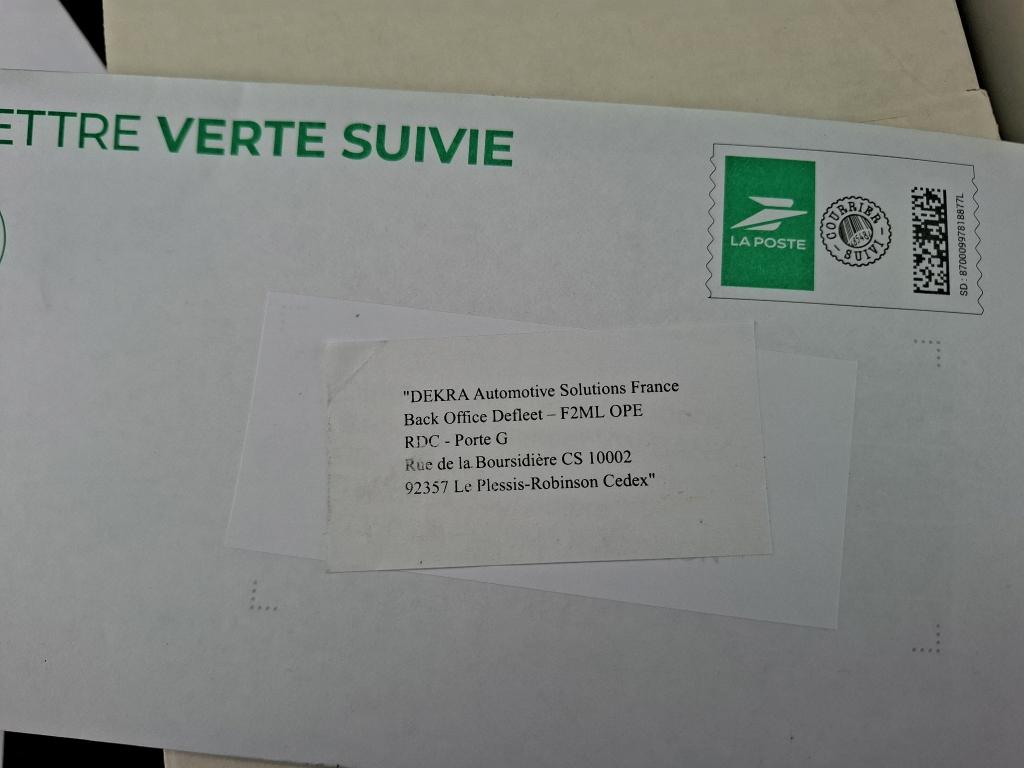 ETTRE VERTE SUIVIE
LA POSTE
COURRIER SUIVI
SD : 87000997818877L
"DEKRA Automotive Solutions France
Back Office Defleet – F2ML OPE
RDC - Porte G
Rue de la Boursidière CS 10002
92357 Le Plessis-Robinson Cedex"